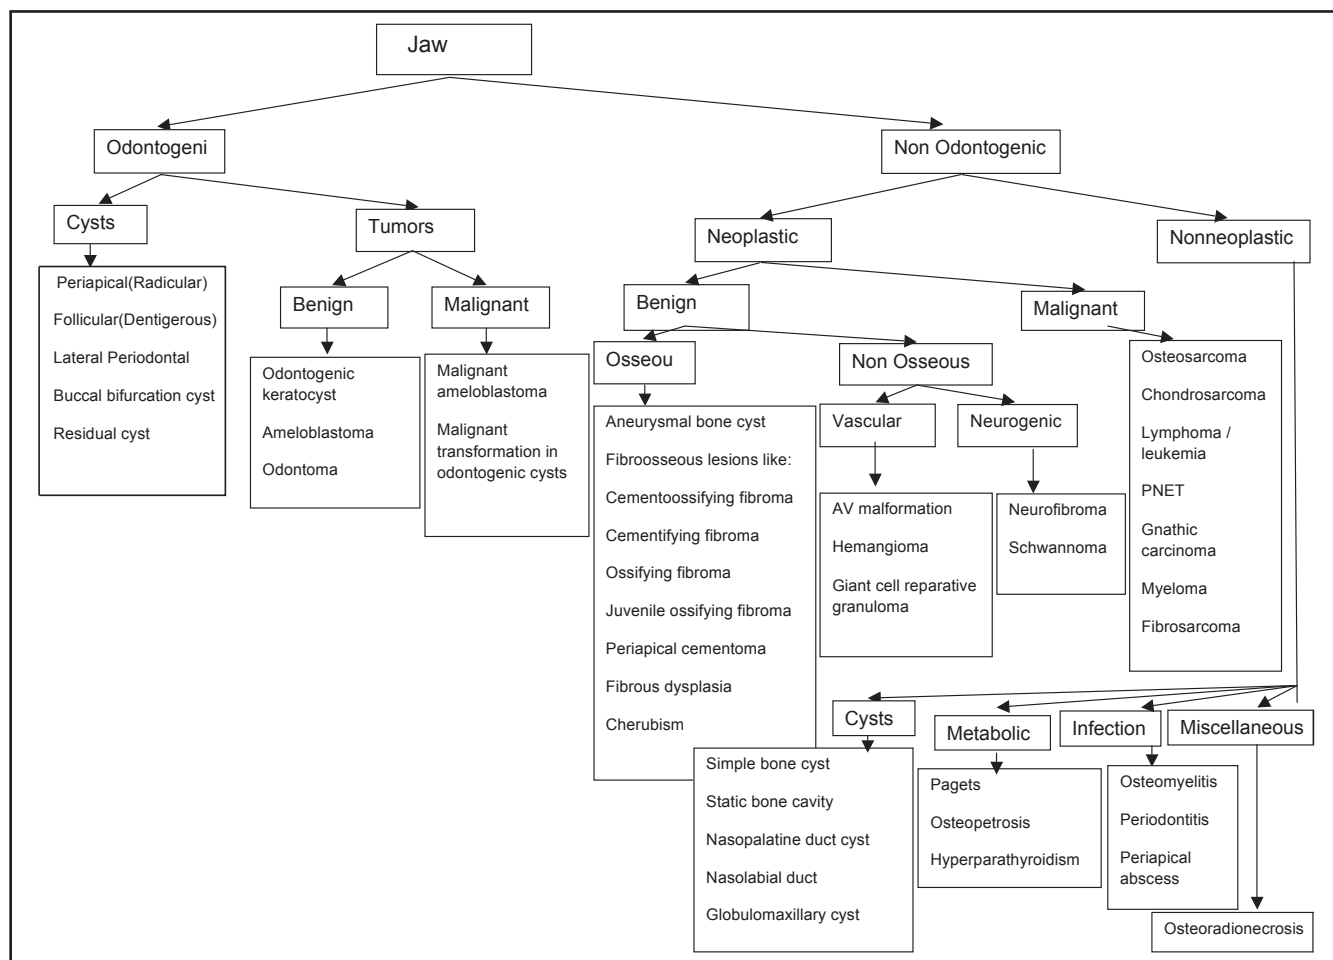 Jaw
Odontogeni
Non Odontogenic
Cysts
Tumors
Neoplastic
Nonneoplastic
Periapical(Radicular)
Follicular(Dentigerous)
Lateral Periodontal
Buccal bifurcation cyst
Residual cyst
Benign
Malignant
Odontogenic
keratocyst
Ameloblastoma
Odontoma
Malignant
ameloblastoma
Malignant
transformation in
odontogenic cysts
Benign
Malignant
Osseou
Non Osseous
Aneurysmal bone cyst
Fibroosseous lesions like:
Cementoossifying fibroma
Cementifying fibroma
Ossifying fibroma
Juvenile ossifying fibroma
Periapical cementoma
Fibrous dysplasia
Cherubism
Vascular
Neurogenic
AV malformation
Hemangioma
Giant cell reparative
granuloma
Neurofibroma
Schwannoma
Osteosarcoma
Chondrosarcoma
Lymphoma /
leukemia
PNET
Gnathic
carcinoma
Myeloma
Fibrosarcoma
Cysts
Metabolic
Infection
Miscellaneous
Simple bone cyst
Static bone cavity
Nasopalatine duct cyst
Nasolabial duct
Globulomaxillary cyst
Pagets
Osteopetrosis
Hyperparathyroidism
Osteomyelitis
Periodontitis
Periapical
abscess
Osteoradionecrosis